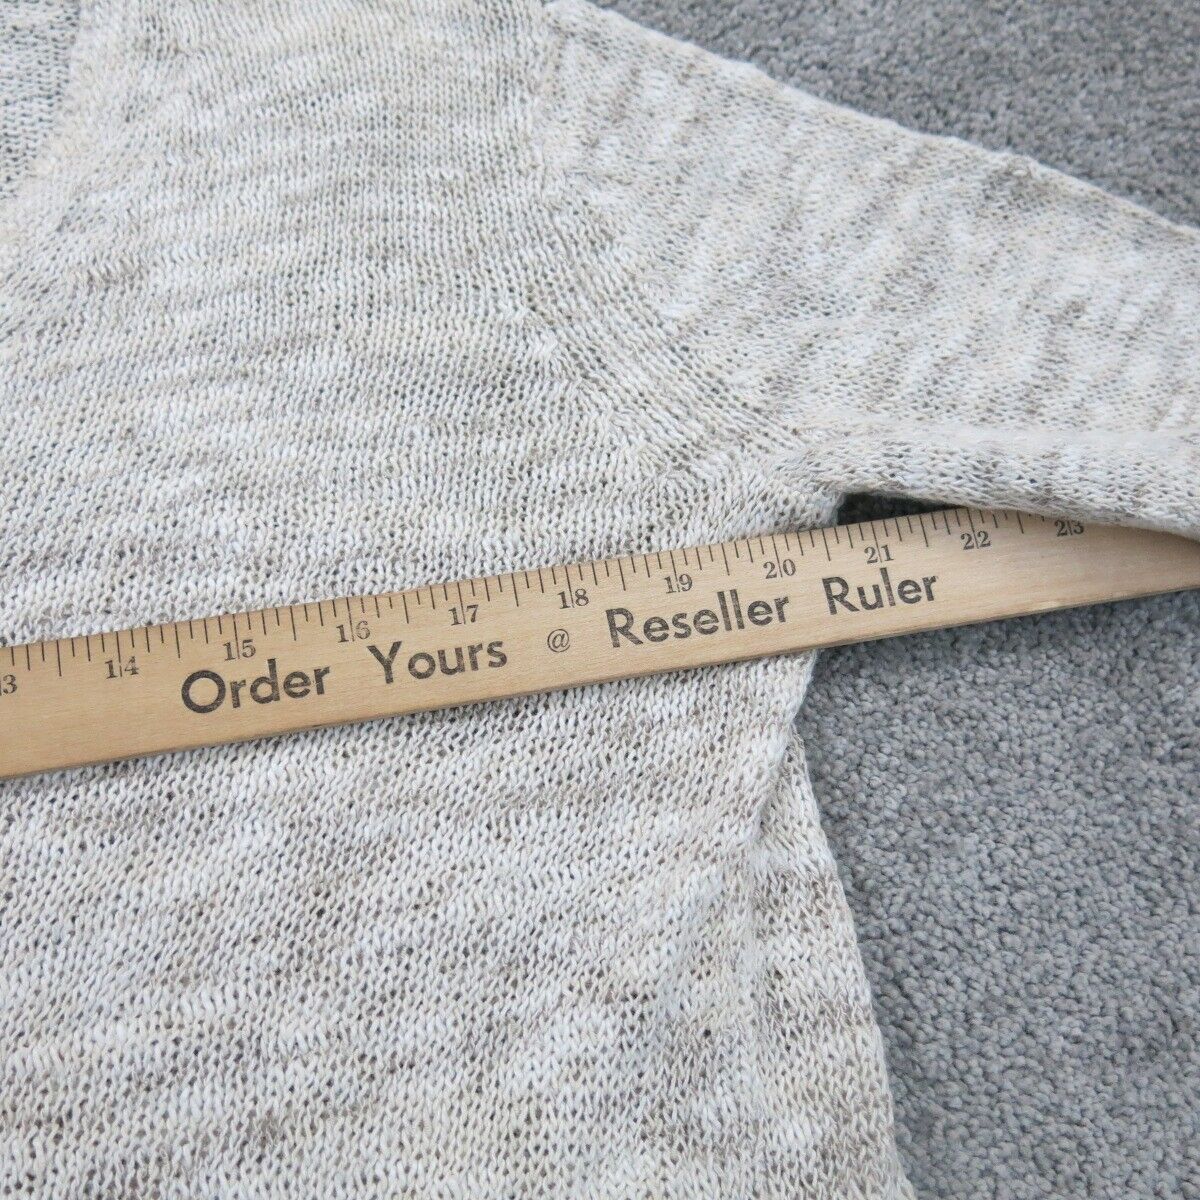 13 14 15 16 17 18 19 20 21 22 23
Order Yours @ Reseller Ruler